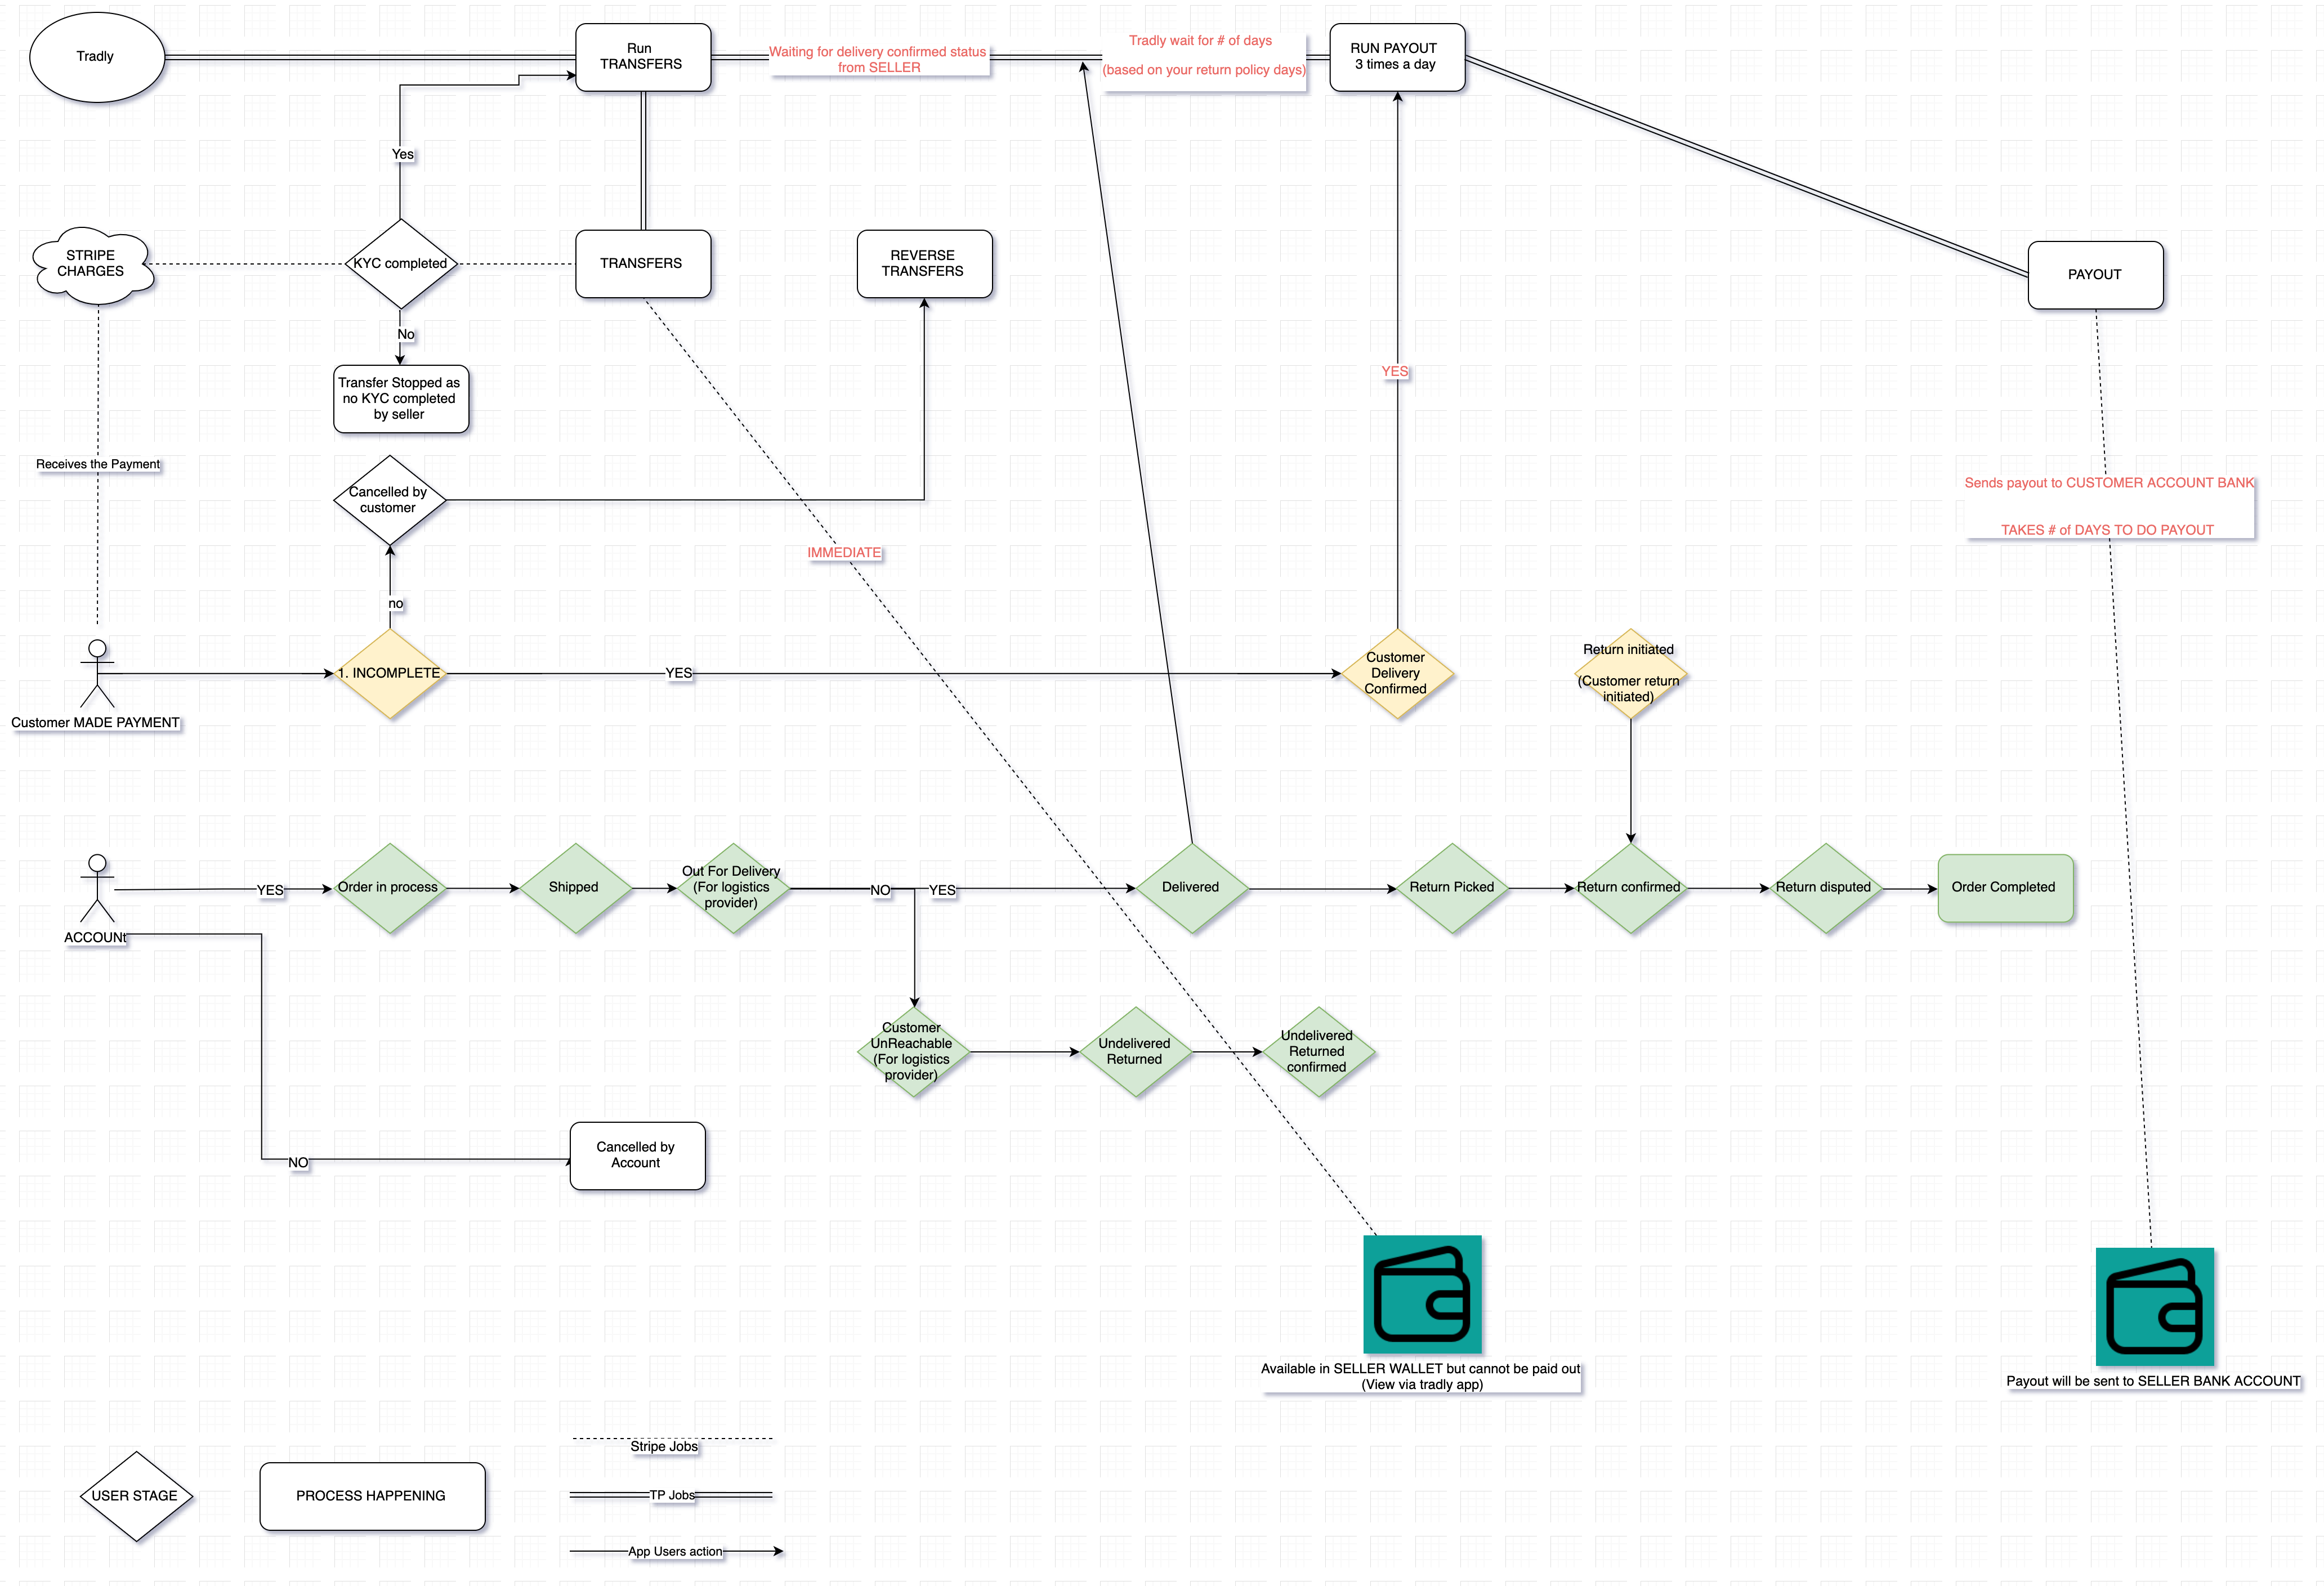 Tradly
Run
TRANSFERS
Waiting for delivery confirmed status
from SELLER
Tradly wait for # of days
(based on your return policy days)
RUN PAYOUT
3 times a day
Yes
STRIPE
CHARGES
KYC completed
TRANSFERS
REVERSE
TRANSFERS
PAYOUT
No
Transfer Stopped as
no KYC completed
by seller
YES
Receives the Payment
Cancelled by
customer
Sends payout to CUSTOMER ACCOUNT BANK
TAKES # of DAYS TO DO PAYOUT
IMMEDIATE
no
Customer MADE PAYMENT
1. INCOMPLETE
YES
Customer
Delivery
Confirmed
Return initiated
(Customer return
initiated)
ACCOUNt
YES
Order in process
Shipped
Out For Delivery
(For logistics
provider)
NO
YES
Delivered
Return Picked
Return confirmed
Return disputed
Order Completed
Customer
UnReachable
(For logistics
provider)
Undelivered
Returned
Undelivered
Returned
confirmed
NO
Cancelled by
Account
Available in SELLER WALLET but cannot be paid out
(View via tradly app)
Payout will be sent to SELLER BANK ACCOUNT
USER STAGE
PROCESS HAPPENING
Stripe Jobs
TP Jobs
App Users action